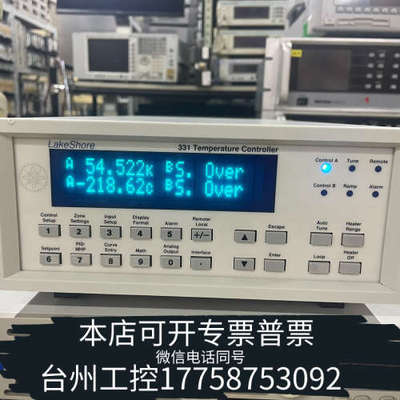 LakeShore
331 Temperature Controller
A 54.522K BS. Over
A-218.62C BS. Over
Control A Tune Remote
Control B Ramp Alarm
Control Setup
Zone Settings
Input Setup
Display Format
Alarm
Remote Local
1 2 3 4 5 +/-
Setpoint
PID/MHP
Curve Entry
Math
Analog Output
Interface
6 7 8 9 0 .
▲ Escape
▼ Enter
Auto Tune
Heater Range
Loop
Heater Off
本店可开专票普票
微信电话同号
台州工控17758753092